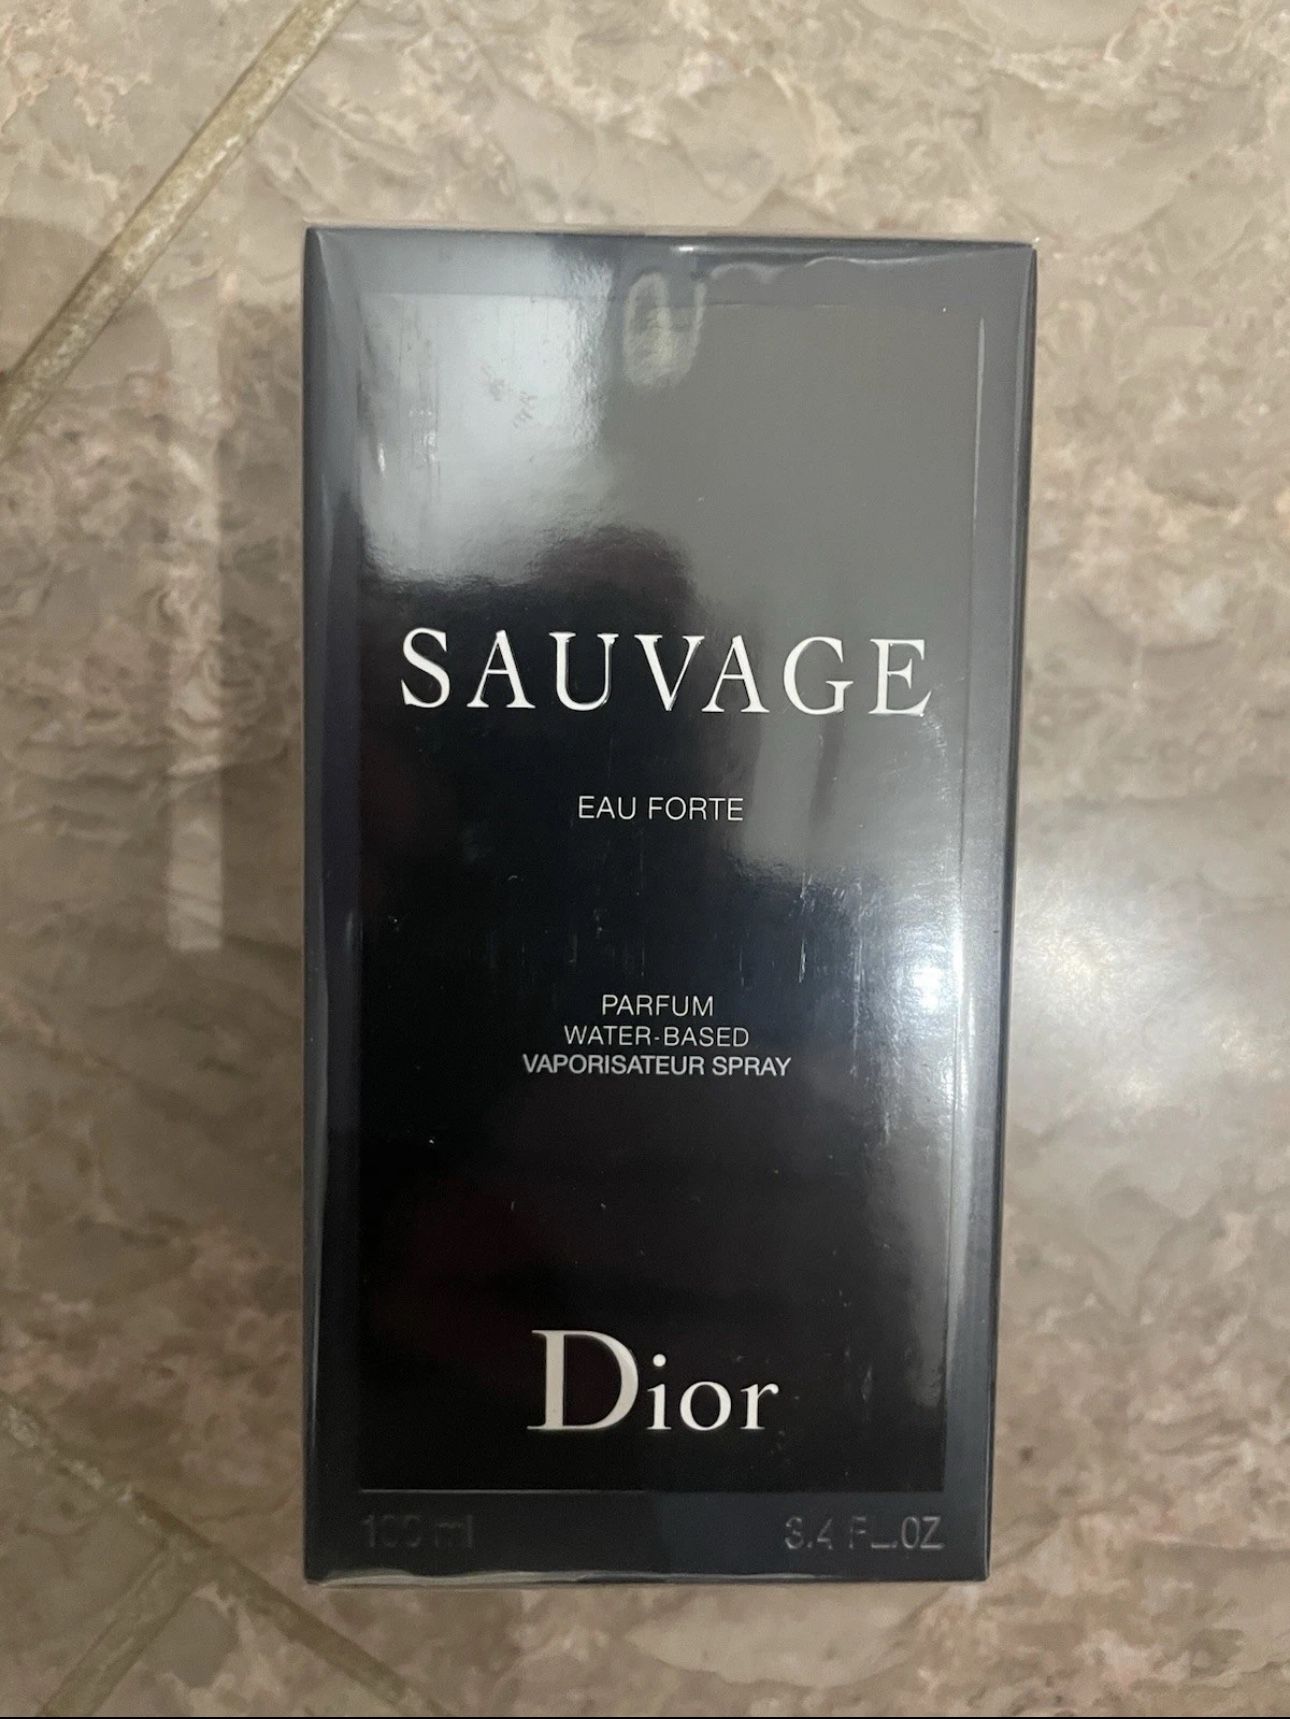 SAUVAGE
EAU FORTE
PARFUM
WATER-BASED
VAPORISATEUR SPRAY
Dior
100 ml 3.4 FL.OZ